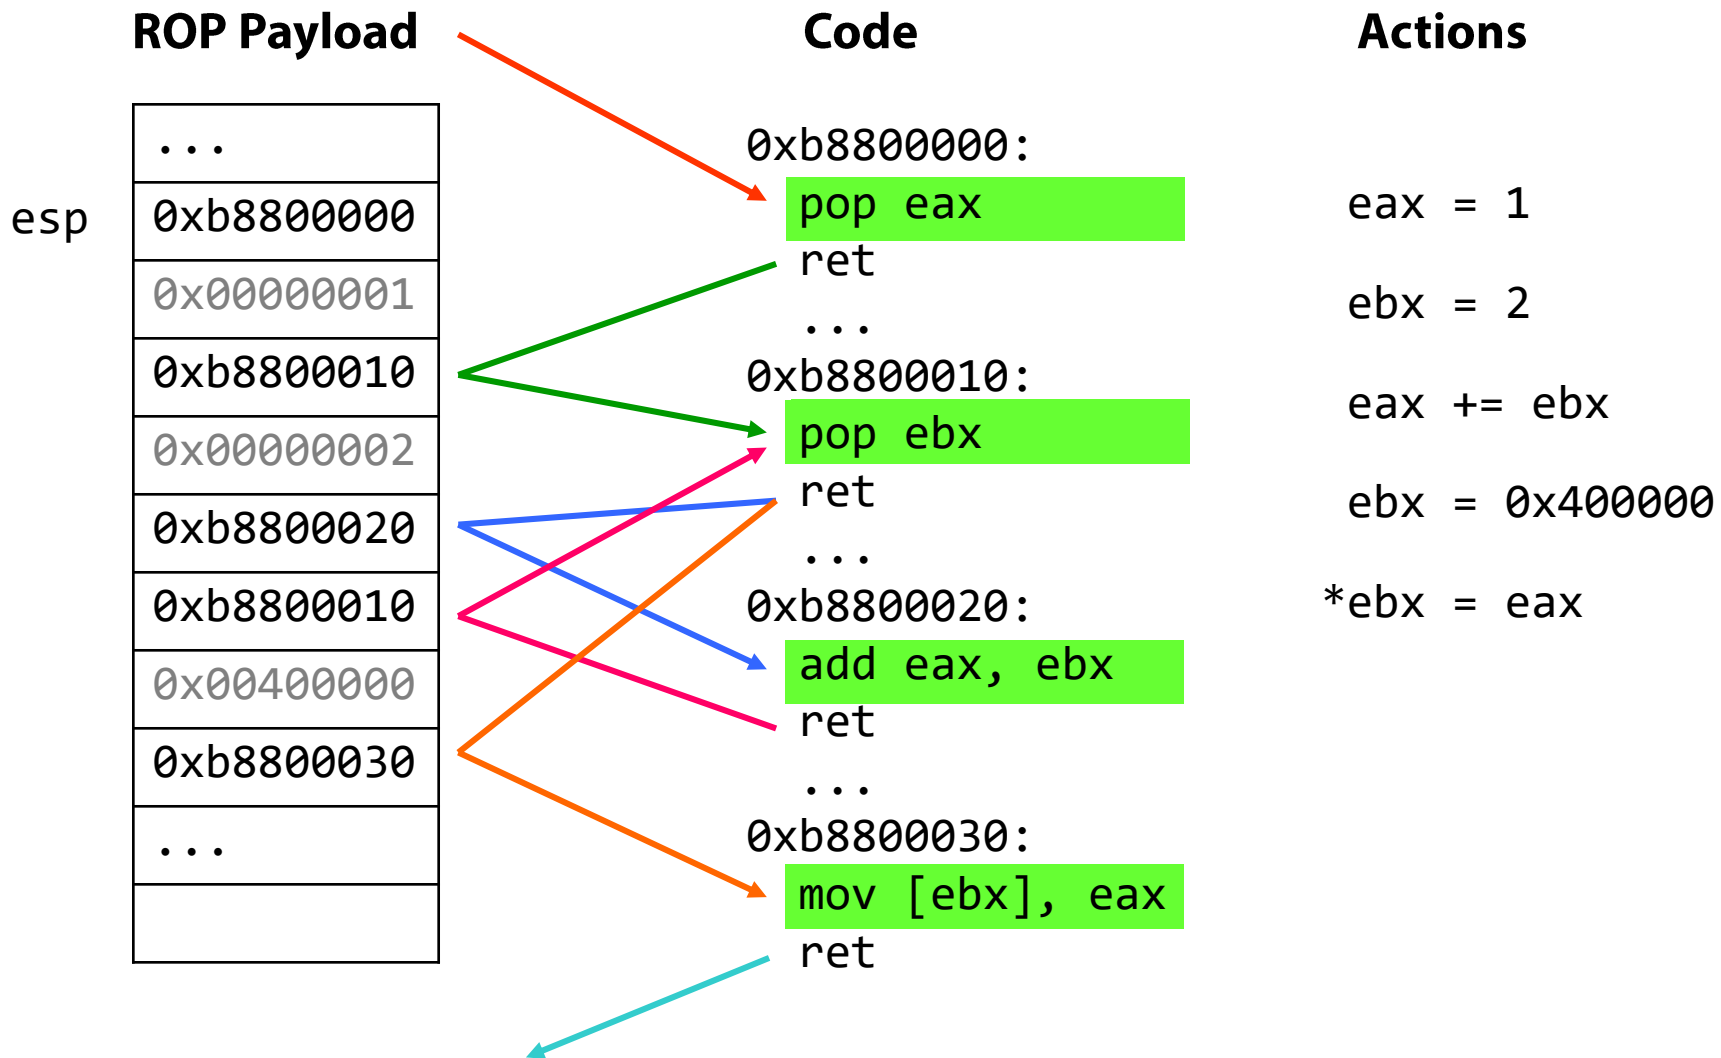 ROP Payload
Code
Actions
esp
...
0xb8800000
0x00000001
0xb8800010
0x00000002
0xb8800020
0xb8800010
0x00400000
0xb8800030
...
0xb8800000:
pop eax
ret
...
0xb8800010:
pop ebx
ret
...
0xb8800020:
add eax, ebx
ret
...
0xb8800030:
mov [ebx], eax
ret
eax = 1
ebx = 2
eax += ebx
ebx = 0x400000
*ebx = eax